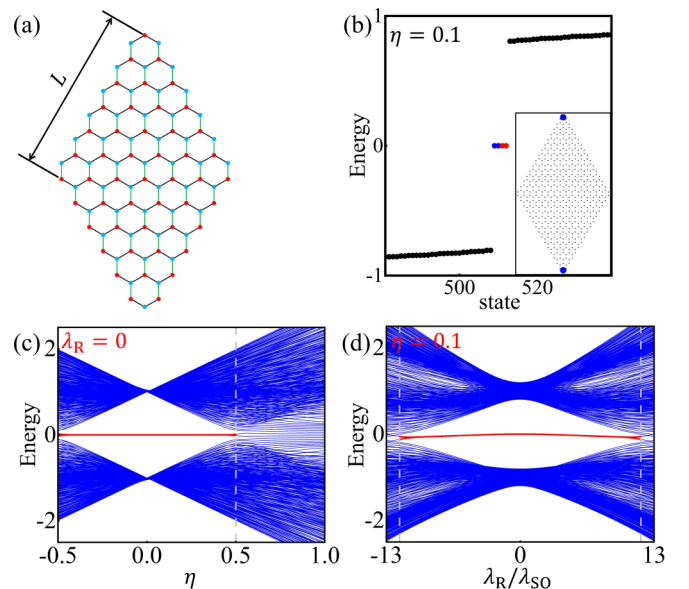 (a)
L
(b)
η = 0.1
1
0
-1
Energy
500
520
state
(c)
λR = 0
2
0
-2
Energy
-0.5
0.0
0.5
1.0
η
(d)
η = 0.1
2
0
-2
Energy
-13
0
13
λR/λSO